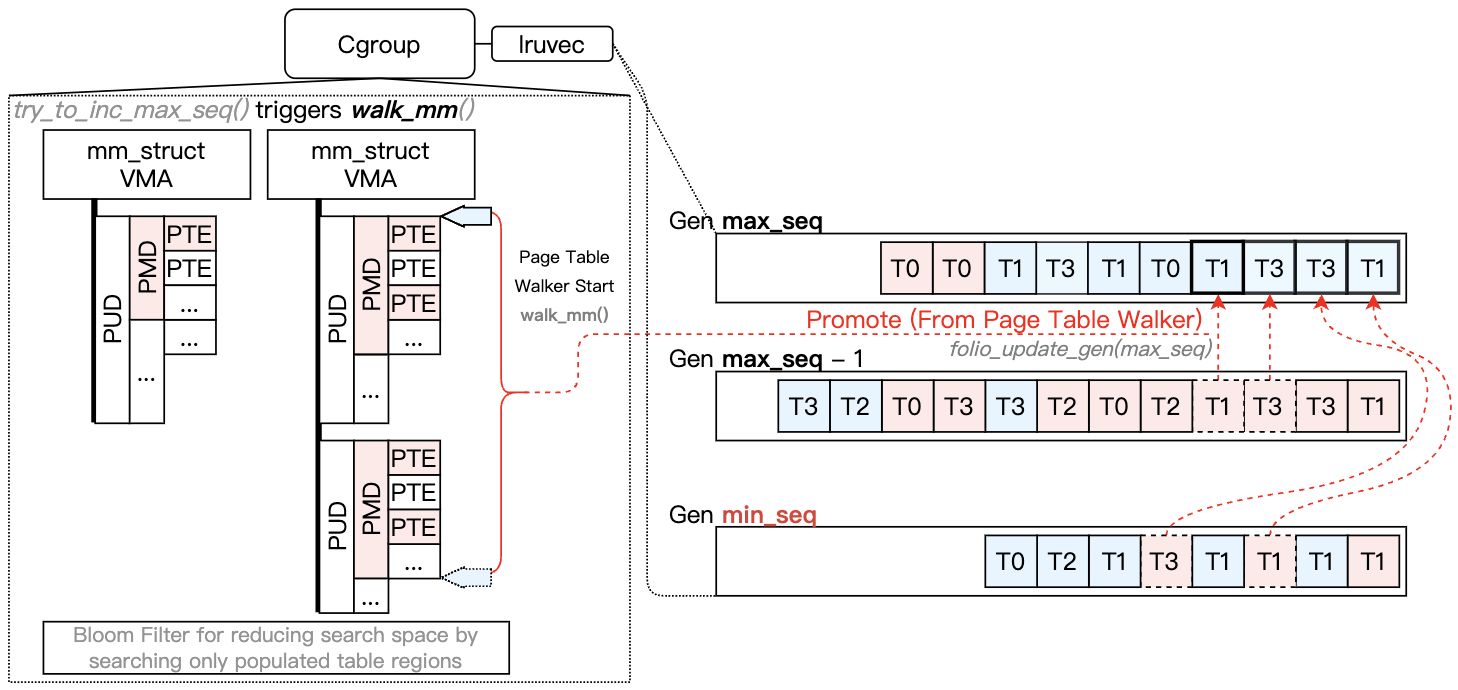 Cgroup
lruvec
try_to_inc_max_seq() triggers walk_mm()
mm_struct
VMA
mm_struct
VMA
PUD
PMD
PTE
PTE
...
...
PUD
PMD
PTE
PTE
PTE
...
...
PUD
PMD
PTE
PTE
PTE
...
...
Page Table
Walker Start
walk_mm()
Bloom Filter for reducing search space by
searching only populated table regions
Gen max_seq
T0 T0 T1 T3 T1 T0 T1 T3 T3 T1
Promote (From Page Table Walker)
folio_update_gen(max_seq)
Gen max_seq – 1
T3 T2 T0 T3 T3 T2 T0 T2 T1 T3 T3 T1
Gen min_seq
T0 T2 T1 T3 T1 T1 T1 T1